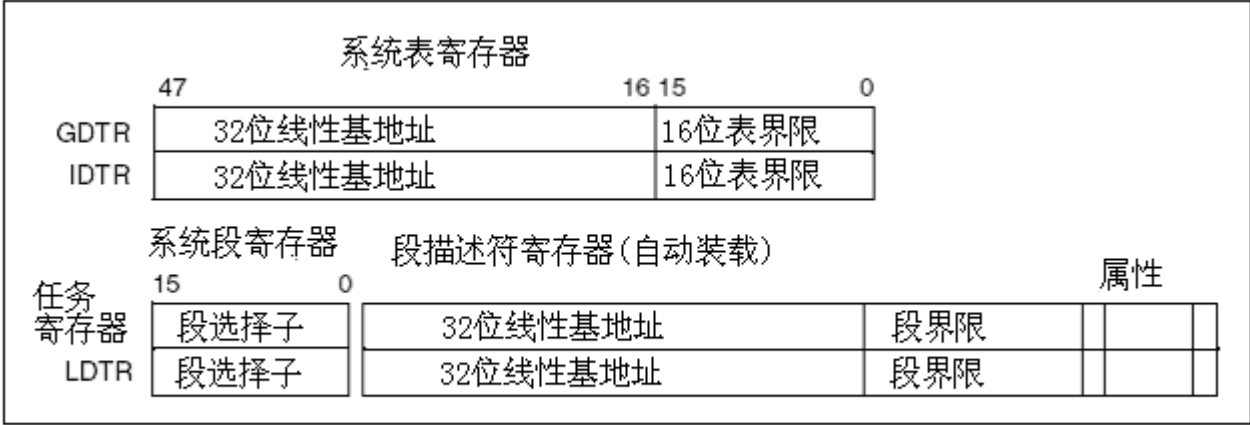 系统表寄存器
47 16 15 0
GDTR 32位线性基地址 16位表界限
IDTR 32位线性基地址 16位表界限
系统段寄存器 段描述符寄存器(自动装载)
15 0 属性
任务
寄存器 段选择子 32位线性基地址 段界限
LDTR 段选择子 32位线性基地址 段界限